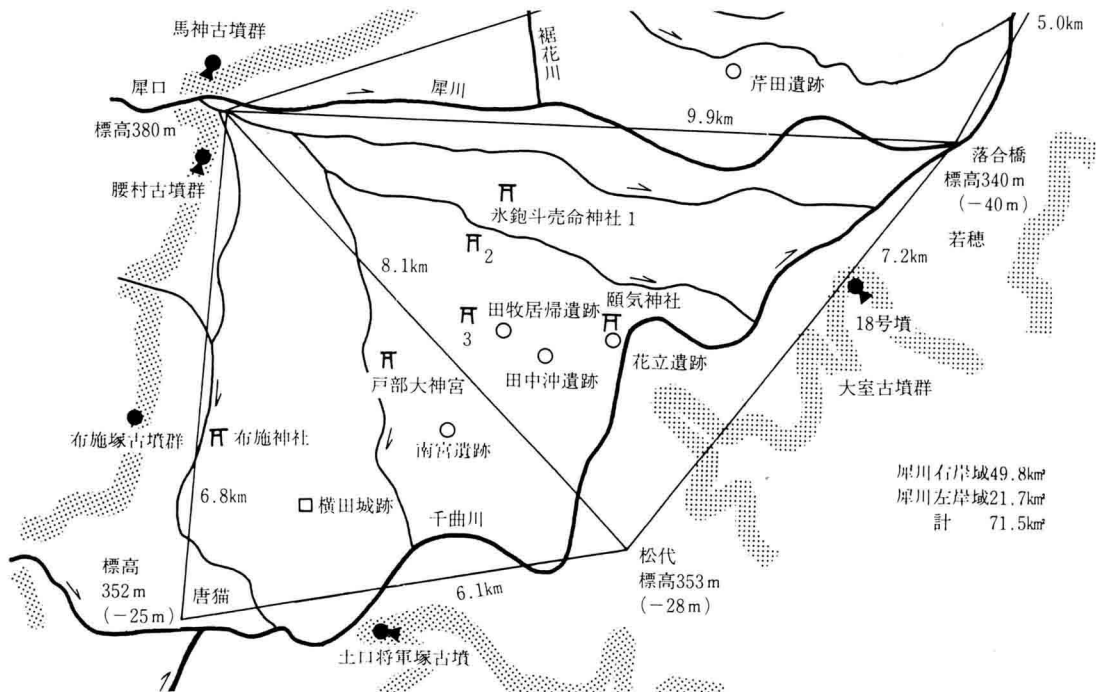 馬神古墳群
犀口
標高380m
腰村古墳群
裾花川
犀川
芹田遺跡
5.0km
9.9km
落合橋
標高340m
(−40m)
若穂
氷鉋斗売命神社1
2
8.1km
7.2km
頤気神社
田牧居帰遺跡
3
18号墳
花立遺跡
田中沖遺跡
戸部大神宮
大室古墳群
布施塚古墳群
布施神社
南宮遺跡
6.8km
横田城跡
千曲川
犀川右岸域49.8km²
犀川左岸域21.7km²
計 71.5km²
標高
352m
(−25m)
唐猫
6.1km
松代
標高353m
(−28m)
土口将軍塚古墳